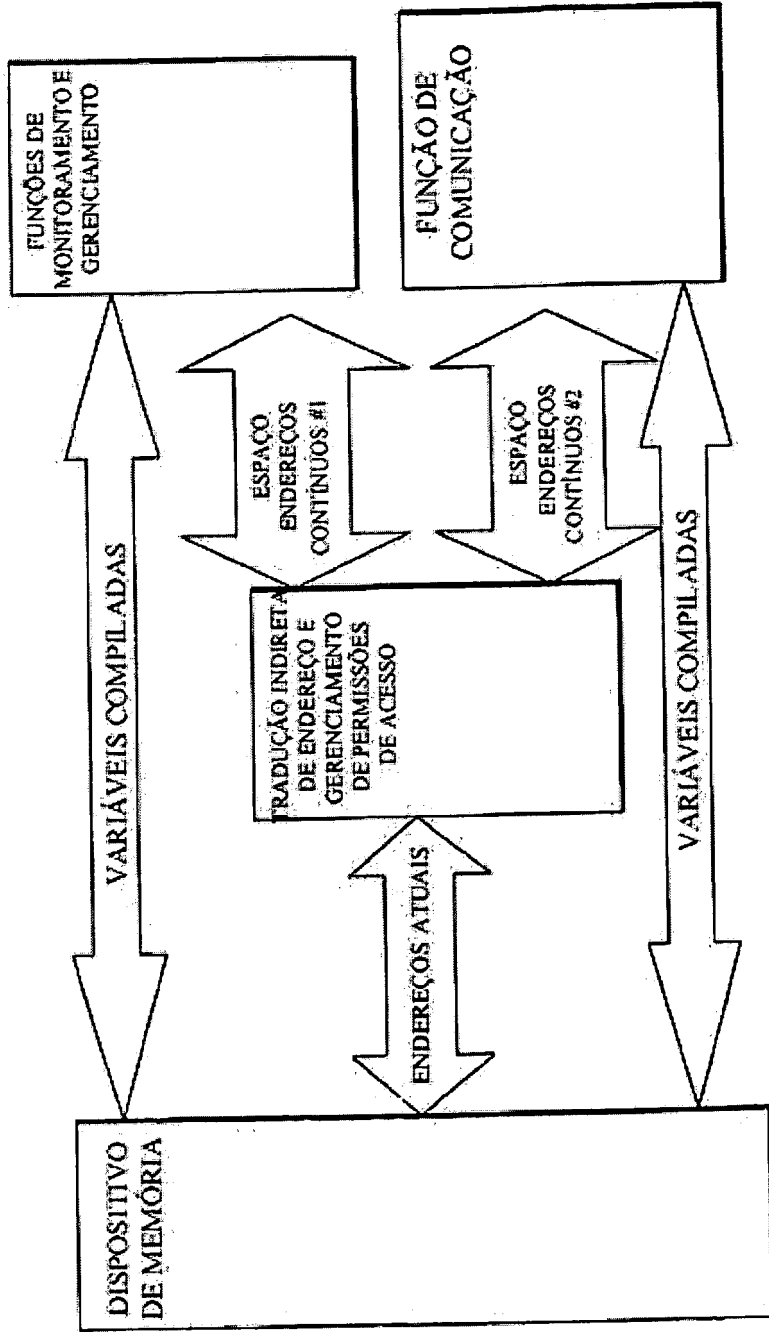 DISPOSITIVO
DE MEMÓRIA
VARIÁVEIS COMPILADAS
ENDEREÇOS ATUAIS
VARIÁVEIS COMPILADAS
TRADUÇÃO INDIRETA
DE ENDEREÇO E
GERENCIAMENTO
DE PERMISSÕES
DE ACESSO
ESPAÇO
ENDEREÇOS
CONTÍNUOS #1
ESPAÇO
ENDEREÇOS
CONTÍNUOS #2
FUNÇÕES DE
MONITORAMENTO E
GERENCIAMENTO
FUNÇÃO DE
COMUNICAÇÃO